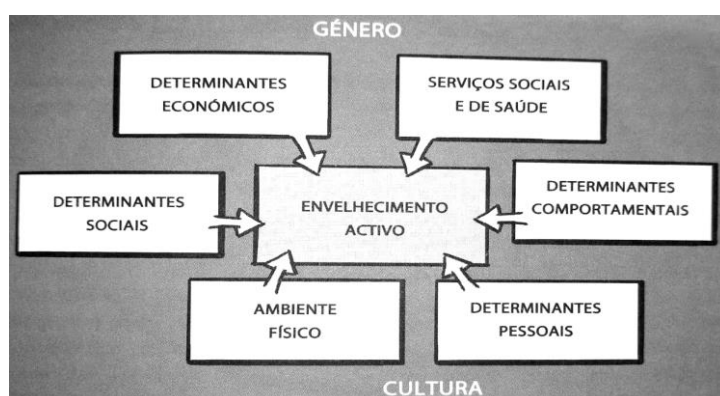 GÉNERO
DETERMINANTES
ECONÓMICOS
SERVIÇOS SOCIAIS
E DE SAÚDE
DETERMINANTES
SOCIAIS
ENVELHECIMENTO
ACTIVO
DETERMINANTES
COMPORTAMENTAIS
AMBIENTE
FÍSICO
DETERMINANTES
PESSOAIS
CULTURA